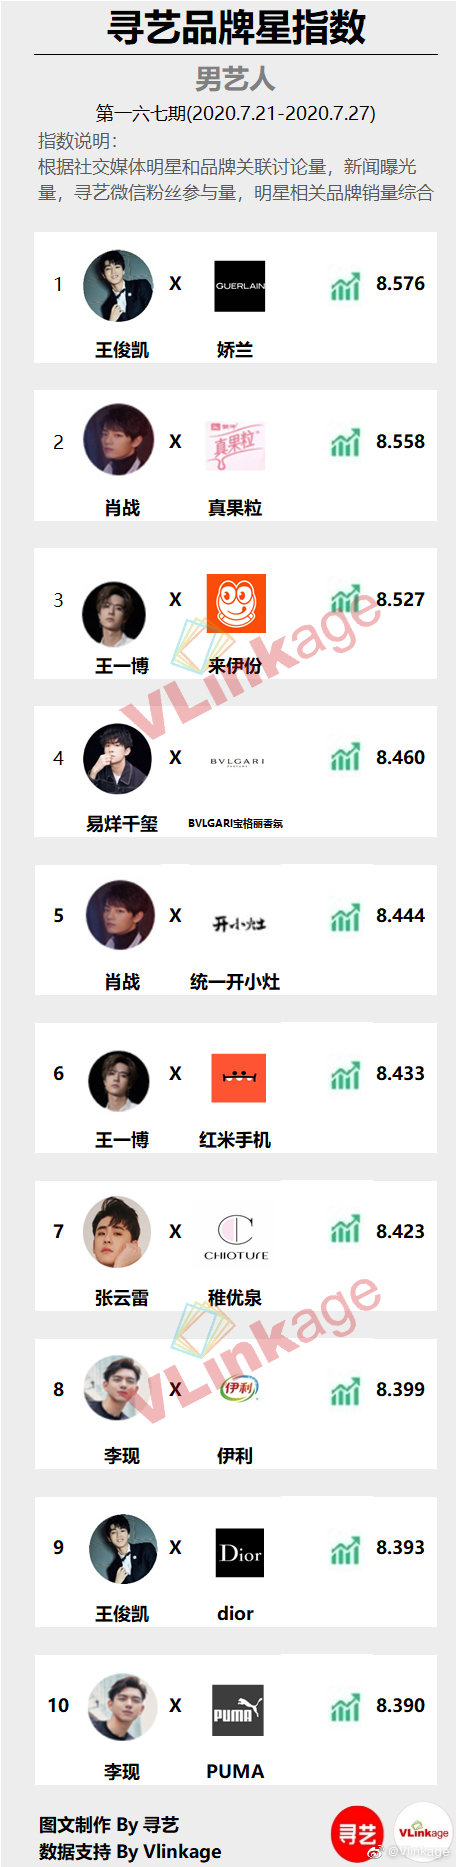 寻艺品牌星指数
男艺人
第一六七期(2020.7.21-2020.7.27)
指数说明：
根据社交媒体明星和品牌关联讨论量，新闻曝光
量，寻艺微信粉丝参与量，明星相关品牌销量综合
1 X GUERLAIN 8.576
王俊凯 娇兰
2 X 真果粒 8.558
肖战 真果粒
3 X 8.527
王一博 来伊份
VLinkage
4 X BVLGARI 8.460
易烊千玺 BVLGARI宝格丽香氛
5 X 开小灶 8.444
肖战 统一开小灶
6 X 8.433
王一博 红米手机
7 X CHIOTURE 8.423
张云雷 稚优泉
VLinkage
8 X 伊利 8.399
李现 伊利
9 X Dior 8.393
王俊凯 dior
10 X PUMA 8.390
李现 PUMA
图文制作 By 寻艺
数据支持 By Vlinkage
寻艺
VLinkage
@Vlinkage